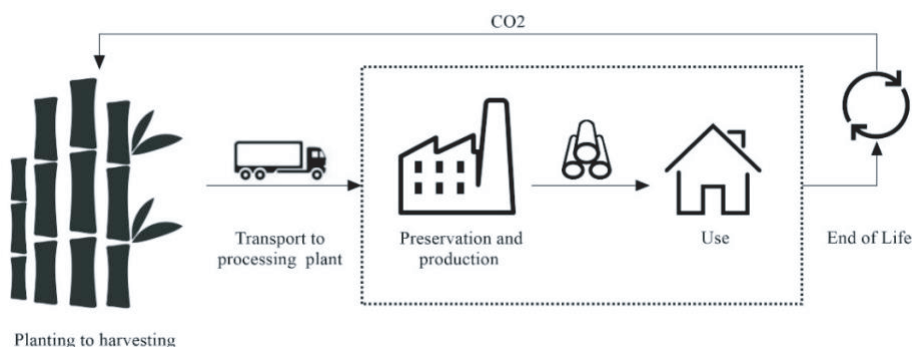 CO2
Transport to
processing plant
Preservation and
production
Use
End of Life
Planting to harvesting